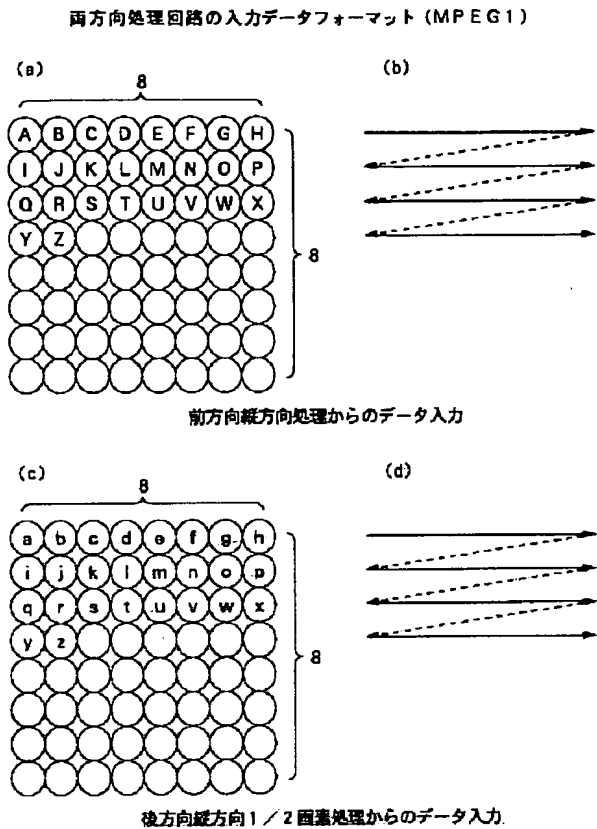 両方向処理回路の入力データフォーマット(MPEG1)
(a)
(b)
8
A B C D E F G H
I J K L M N O P
Q R S T U V W X
Y Z
8
前方向縦方向処理からのデータ入力
(c)
(d)
8
a b c d e f g h
i j k l m n o p
q r s t u v w x
y z
8
後方向縦方向1/2画素処理からのデータ入力